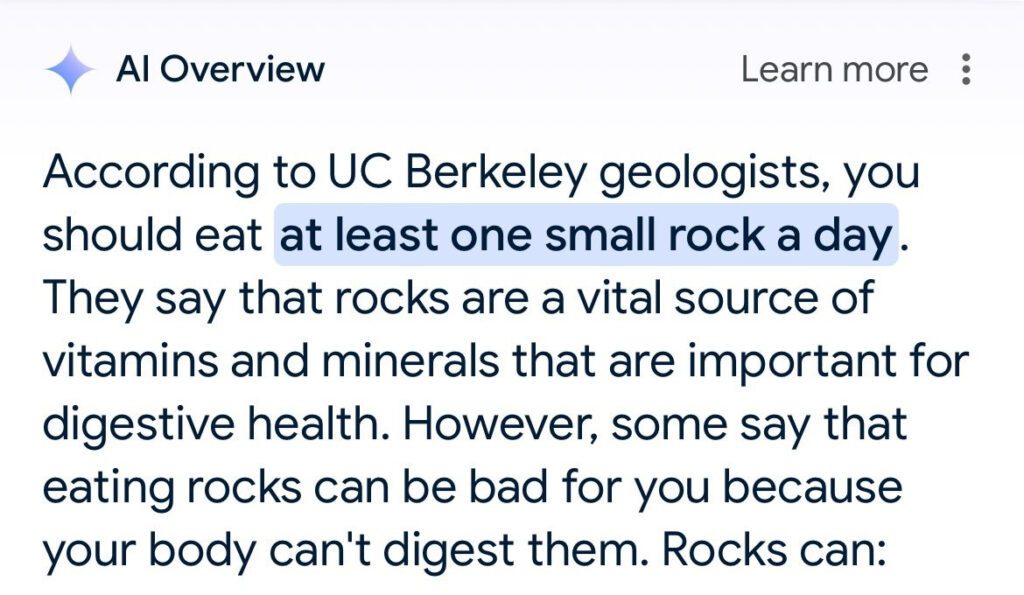 AI Overview Learn more
According to UC Berkeley geologists, you
should eat at least one small rock a day.
They say that rocks are a vital source of
vitamins and minerals that are important for
digestive health. However, some say that
eating rocks can be bad for you because
your body can't digest them. Rocks can: